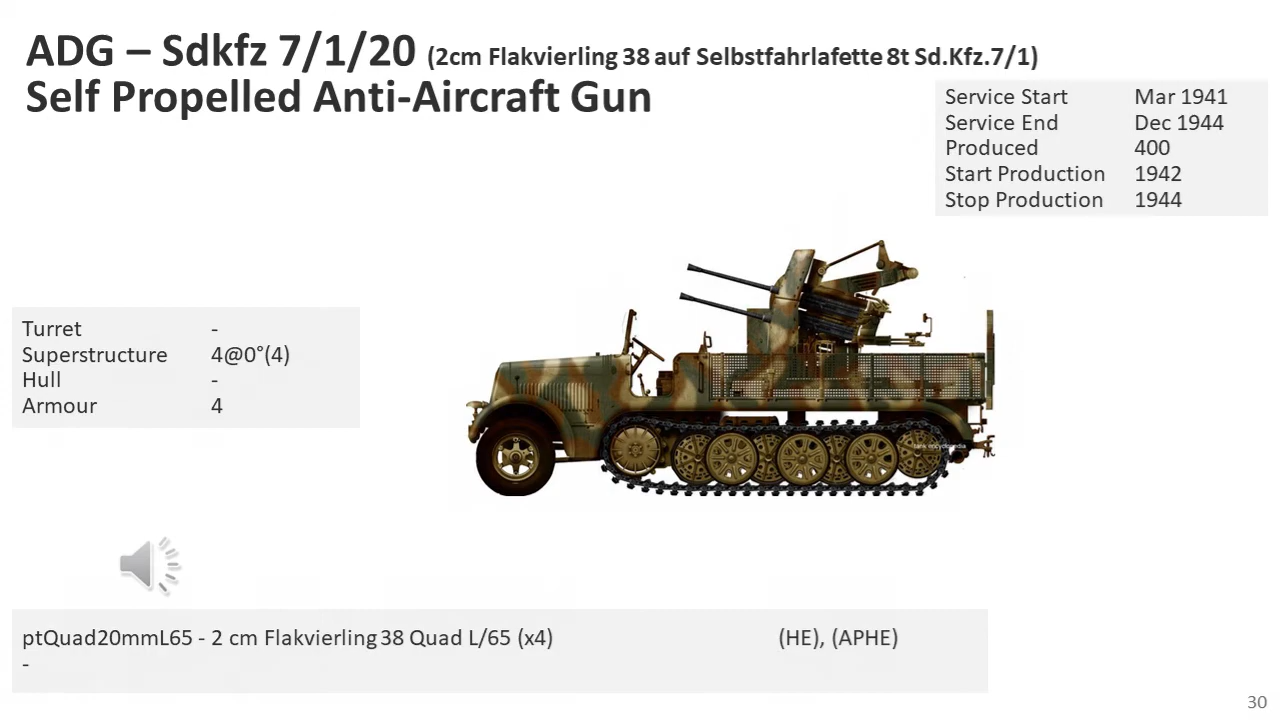 ADG – Sdkfz 7/1/20 (2cm Flakvierling 38 auf Selbstfahrlafette 8t Sd.Kfz.7/1)
Self Propelled Anti-Aircraft Gun
Service Start Mar 1941
Service End Dec 1944
Produced 400
Start Production 1942
Stop Production 1944
Turret -
Superstructure 4@0°(4)
Hull -
Armour 4
tank encyclopedia
ptQuad20mmL65 - 2 cm Flakvierling 38 Quad L/65 (x4) (HE), (APHE)
-
30